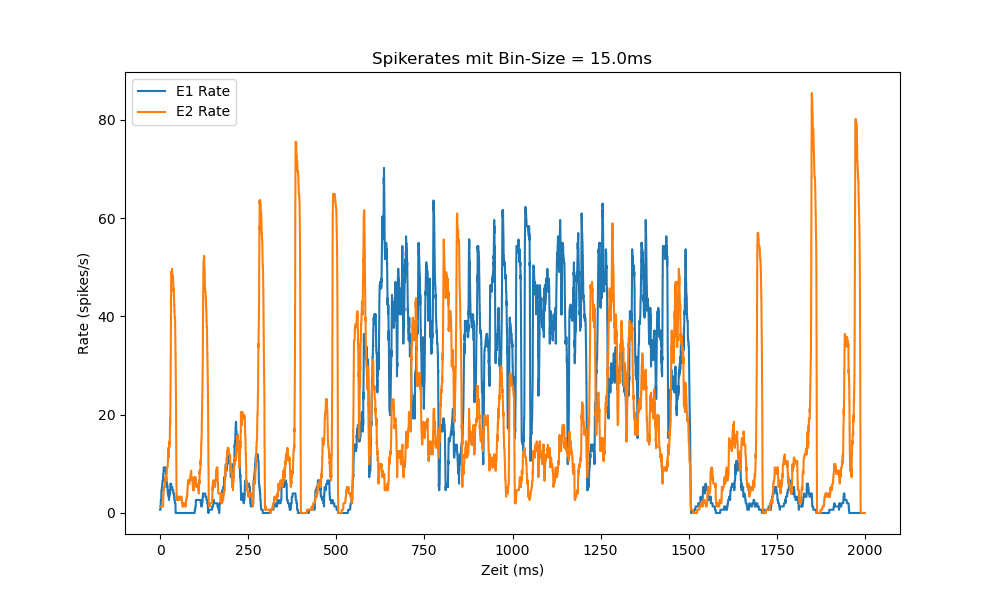 Spikerates mit Bin-Size = 15.0ms
E1 Rate
E2 Rate
80
60
40
20
0
Rate (spikes/s)
0 250 500 750 1000 1250 1500 1750 2000
Zeit (ms)